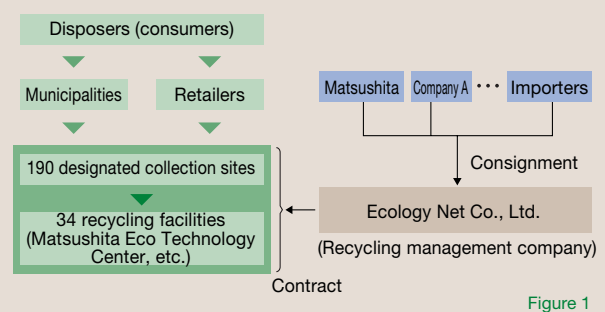 Disposers (consumers)
Municipalities
Retailers
190 designated collection sites
34 recycling facilities
(Matsushita Eco Technology
Center, etc.)
Matsushita
Company A
• • •
Importers
Consignment
Ecology Net Co., Ltd.
(Recycling management company)
Contract
Figure 1